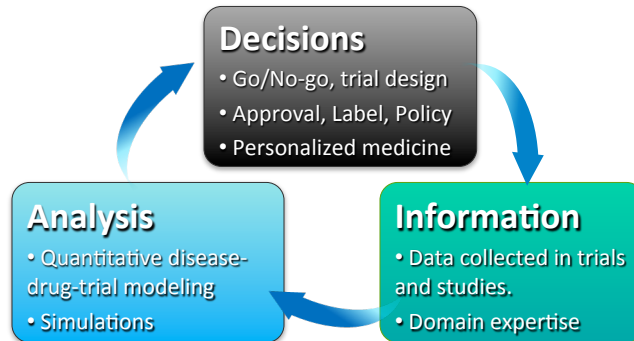 Decisions
• Go/No-go, trial design
• Approval, Label, Policy
• Personalized medicine
Analysis
• Quantitative disease-
drug-trial modeling
• Simulations
Information
• Data collected in trials
and studies.
• Domain expertise